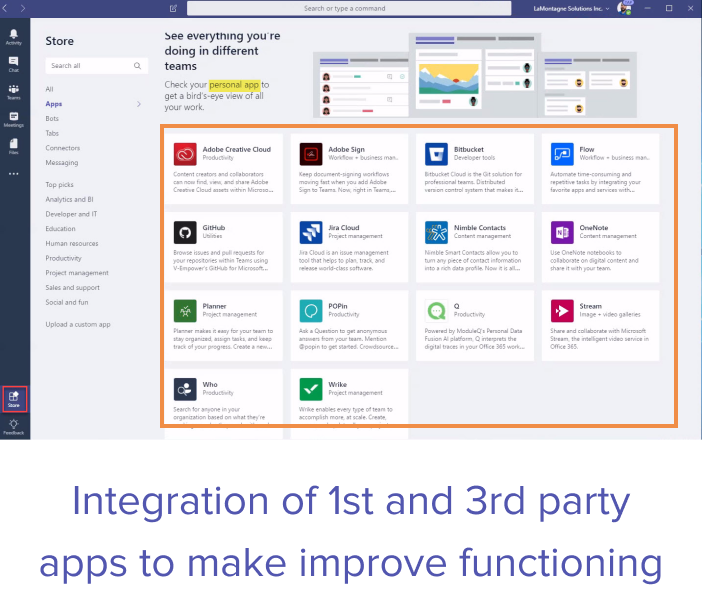 Search or type a command
LaMontagne Solutions Inc.
Activity
Chat
Teams
Meetings
Files
Store
Feedback
Store
Search all
All
Apps
Bots
Tabs
Connectors
Messaging
Top picks
Analytics and BI
Developer and IT
Education
Human resources
Productivity
Project management
Sales and support
Social and fun
Upload a custom app
See everything you're
doing in different
teams
Check your personal app to
get a bird's-eye view of all
your work.
Adobe Creative Cloud
Productivity
Content creators and collaborators
can now find, view, and share Adobe
Creative Cloud assets within Microso...
Adobe Sign
Workflow + business man...
Keep document-signing workflows
moving fast when you add Adobe
Sign to Teams. Now, right in Teams,...
Bitbucket
Developer tools
Bitbucket Cloud is the Git solution for
professional teams. Distributed
version control system that makes it...
Flow
Workflow + business man...
Automate time-consuming and
repetitive tasks by integrating your
favorite apps and services with...
GitHub
Utilities
Browse issues and pull requests for
your repositories within Teams using
V-Empower's GitHub for Microsoft...
Jira Cloud
Project management
Jira Cloud is an issue management
tool that helps to plan, track, and
release world-class software.
Nimble Contacts
Content management
Nimble Smart Contacts allow you to
turn any piece of contact information
into a rich data profile. Now it is all...
OneNote
Content management
Use OneNote notebooks to
collaborate on digital content and
share it with your team.
Planner
Project management
Planner makes it easy for your team to
stay organized, assign tasks, and keep
track of your progress. Create a new...
POPin
Productivity
Ask a Question to get anonymous
answers from your team. Mention
@popin to get started. Crowdsource...
Q
Productivity
Powered by ModuleQ's Personal Data
Fusion AI platform, Q interprets the
digital traces in your Office 365 work...
Stream
Image + video galleries
Share and collaborate with Microsoft
Stream, the intelligent video service in
Office 365.
Who
Productivity
Search for anyone in your
organization based on what they're
Wrike
Project management
Wrike enables every type of team to
accomplish more, at scale. Create,
Integration of 1st and 3rd party
apps to make improve functioning